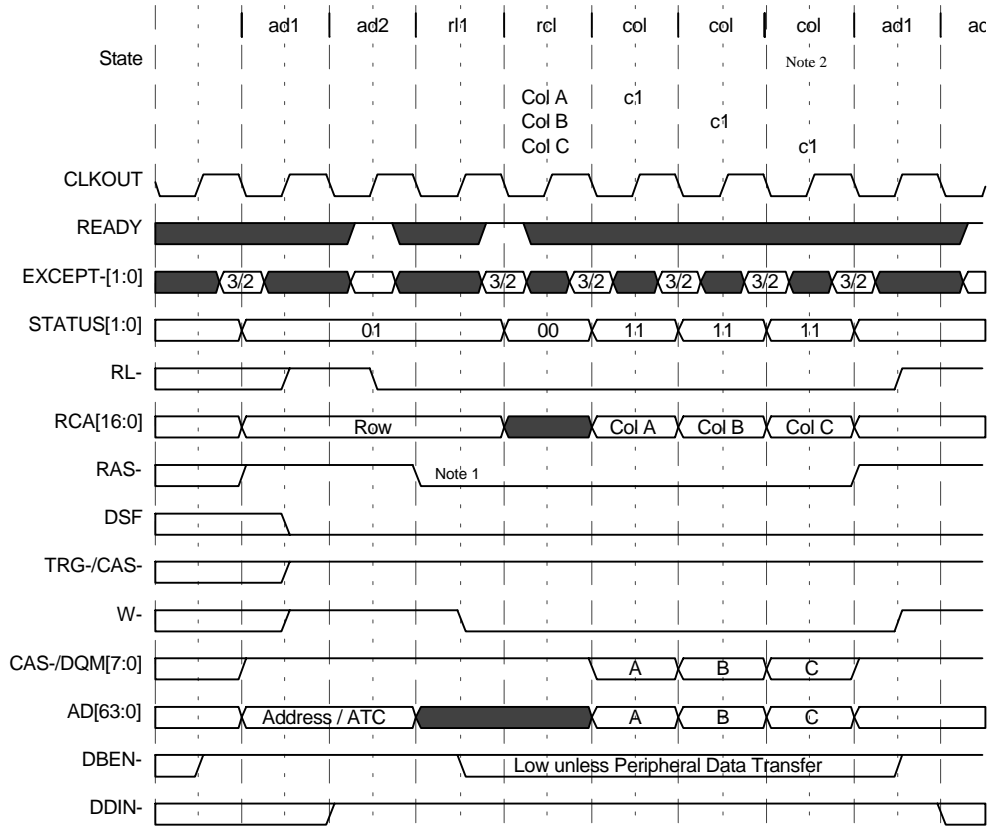 ad1 ad2 rl1 rcl col col col ad1 ad
State Note 2
Col A c1
Col B c1
Col C c1
CLKOUT
READY
EXCEPT-[1:0] 3/2 3/2 3/2 3/2 3/2 3/2
STATUS[1:0] 01 00 11 11 11
RL-
RCA[16:0] Row Col A Col B Col C
RAS- Note 1
DSF
TRG-/CAS-
W-
CAS-/DQM[7:0] A B C
AD[63:0] Address / ATC A B C
DBEN- Low unless Peripheral Data Transfer
DDIN-